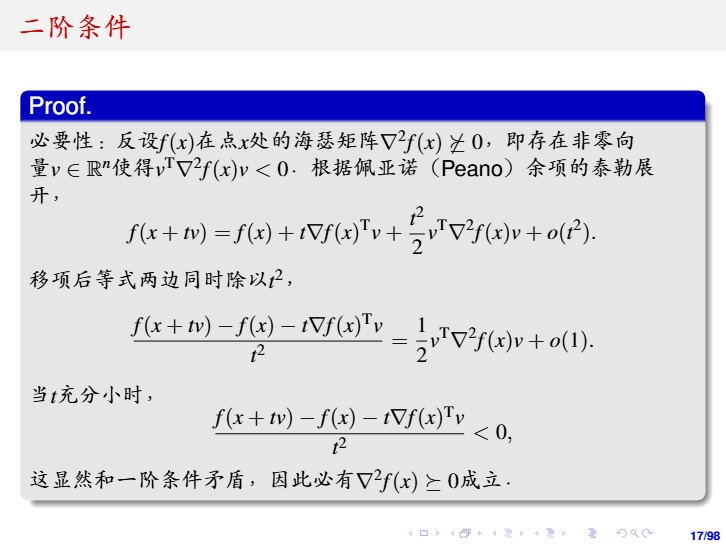 二阶条件
Proof.
必要性：反设f(x)在点x处的海瑟矩阵∇²f(x) ⋡ 0，即存在非零向
量v ∈ ℝⁿ使得vᵀ∇²f(x)v < 0．根据佩亚诺（Peano）余项的泰勒展
开，
f(x + tv) = f(x) + t∇f(x)ᵀv + t²/2 vᵀ∇²f(x)v + o(t²).
移项后等式两边同时除以t²，
f(x + tv) − f(x) − t∇f(x)ᵀv / t² = 1/2 vᵀ∇²f(x)v + o(1).
当t充分小时，
f(x + tv) − f(x) − t∇f(x)ᵀv / t² < 0,
这显然和一阶条件矛盾，因此必有∇²f(x) ⪰ 0成立．
17/98